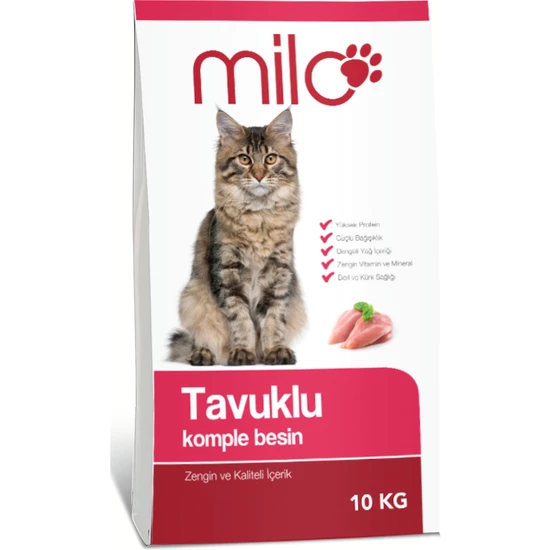 milo
Yüksek Protein
Güçlü Bağışıklık
Dengeli Yağ İçeriği
Zengin Vitamin ve Mineral
Deri ve Kürk Sağlığı
Tavuklu
komple besin
Zengin ve Kaliteli İçerik
10 KG